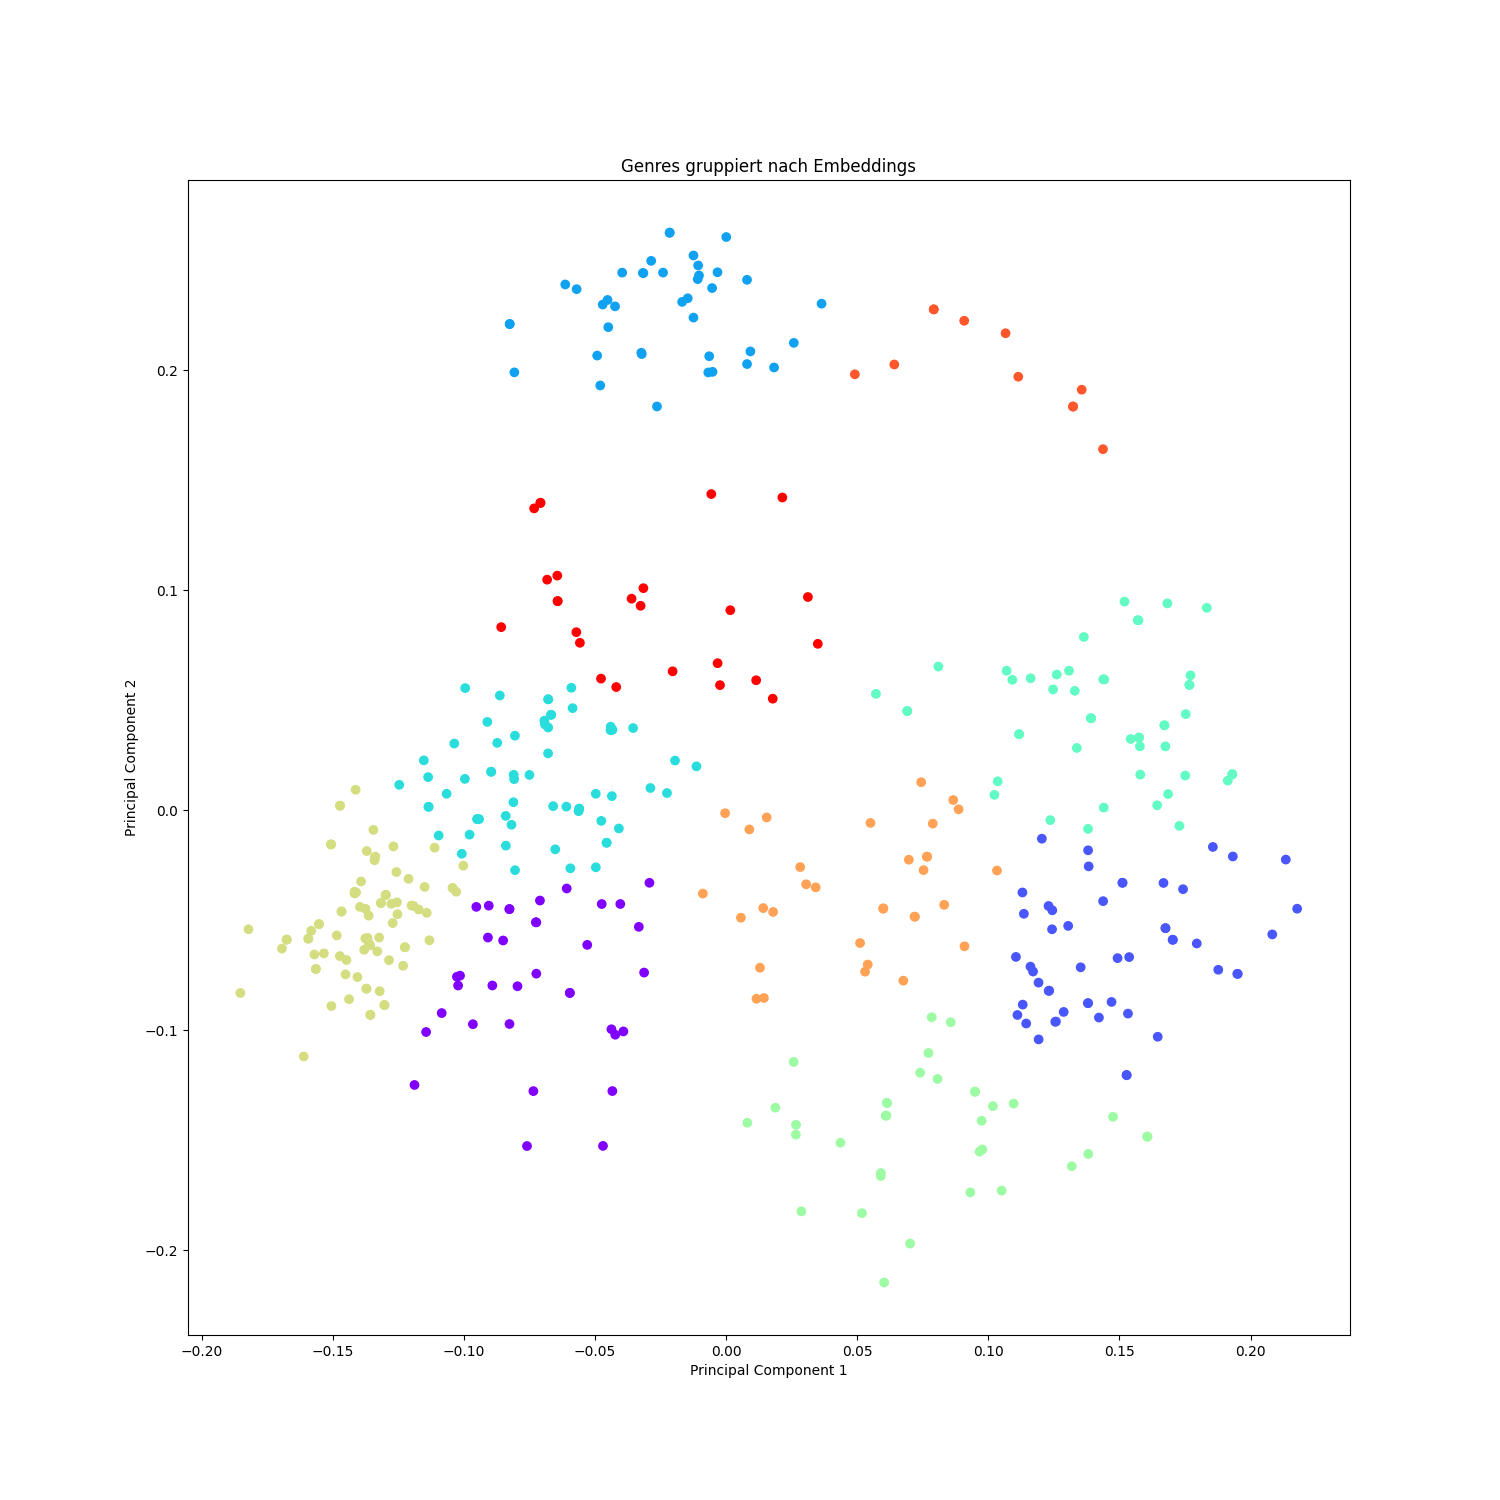 Genres gruppiert nach Embeddings
Principal Component 2
0.2
0.1
0.0
−0.1
−0.2
−0.20 −0.15 −0.10 −0.05 0.00 0.05 0.10 0.15 0.20
Principal Component 1